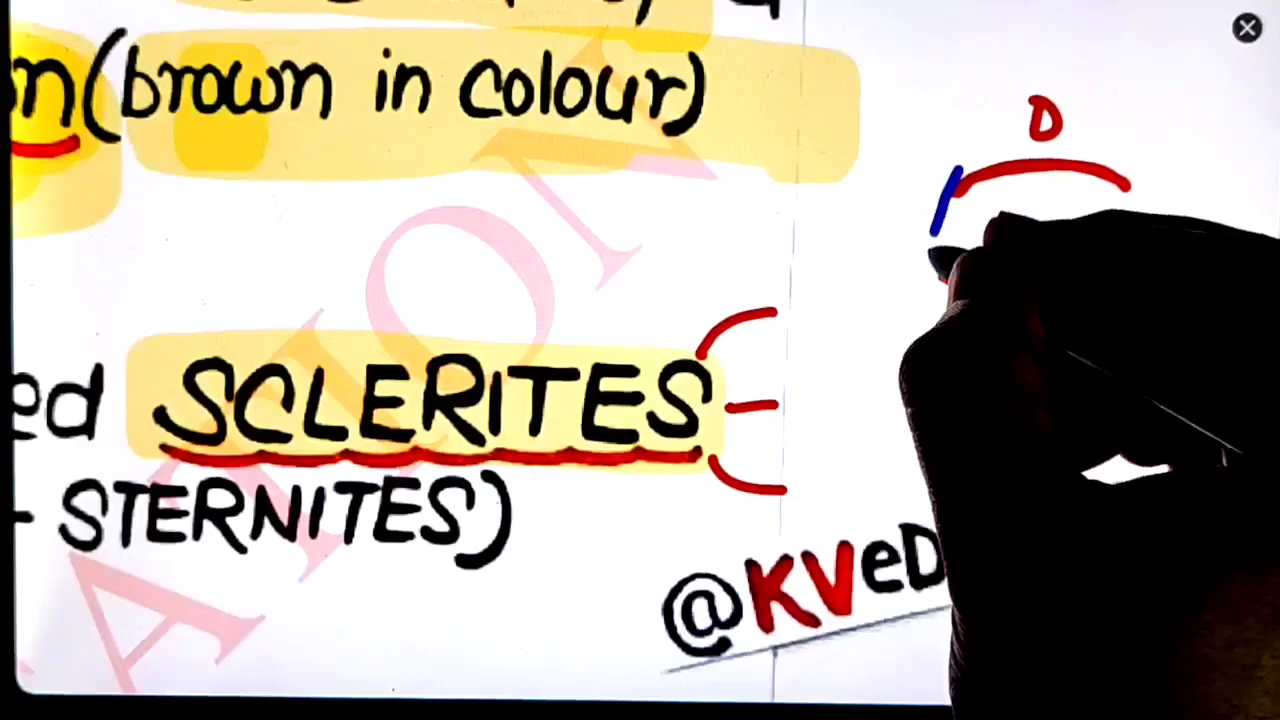 n(brown in colour)
D
ed SCLERITES
- STERNITES)
@KVeD